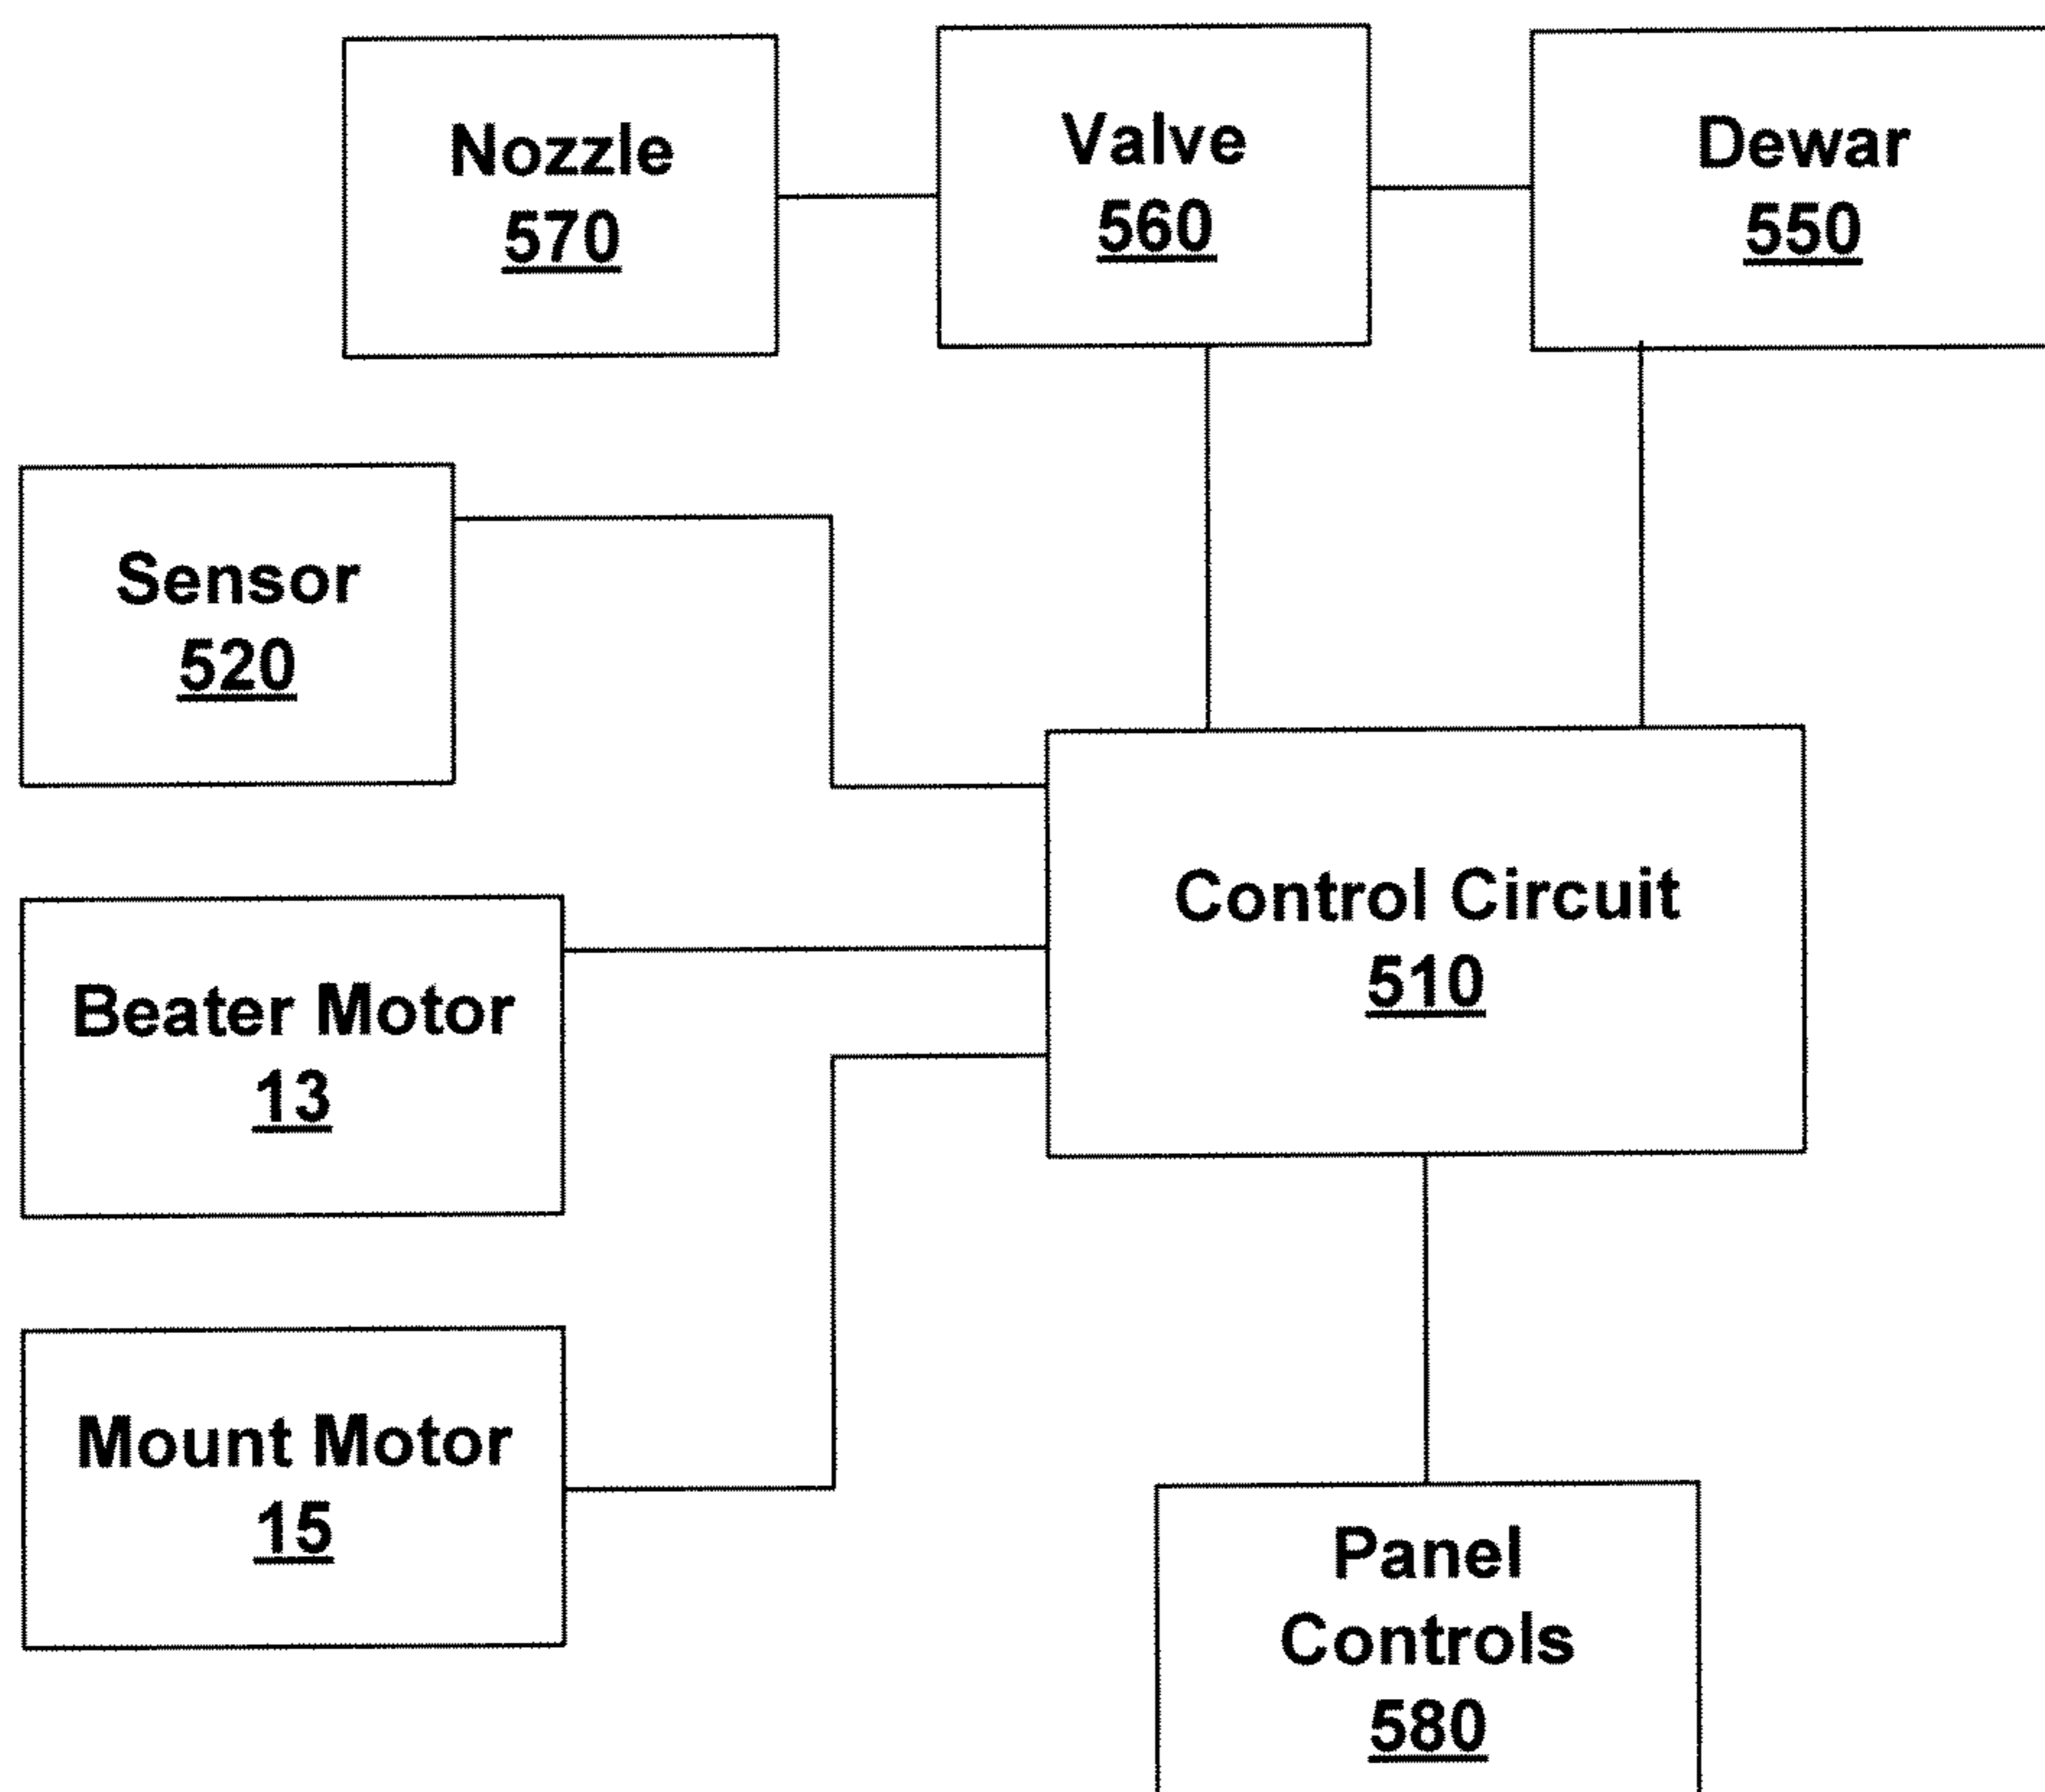 Nozzle
570
Valve
560
Dewar
550
Sensor
520
Control Circuit
510
Beater Motor
13
Mount Motor
15
Panel
Controls
580